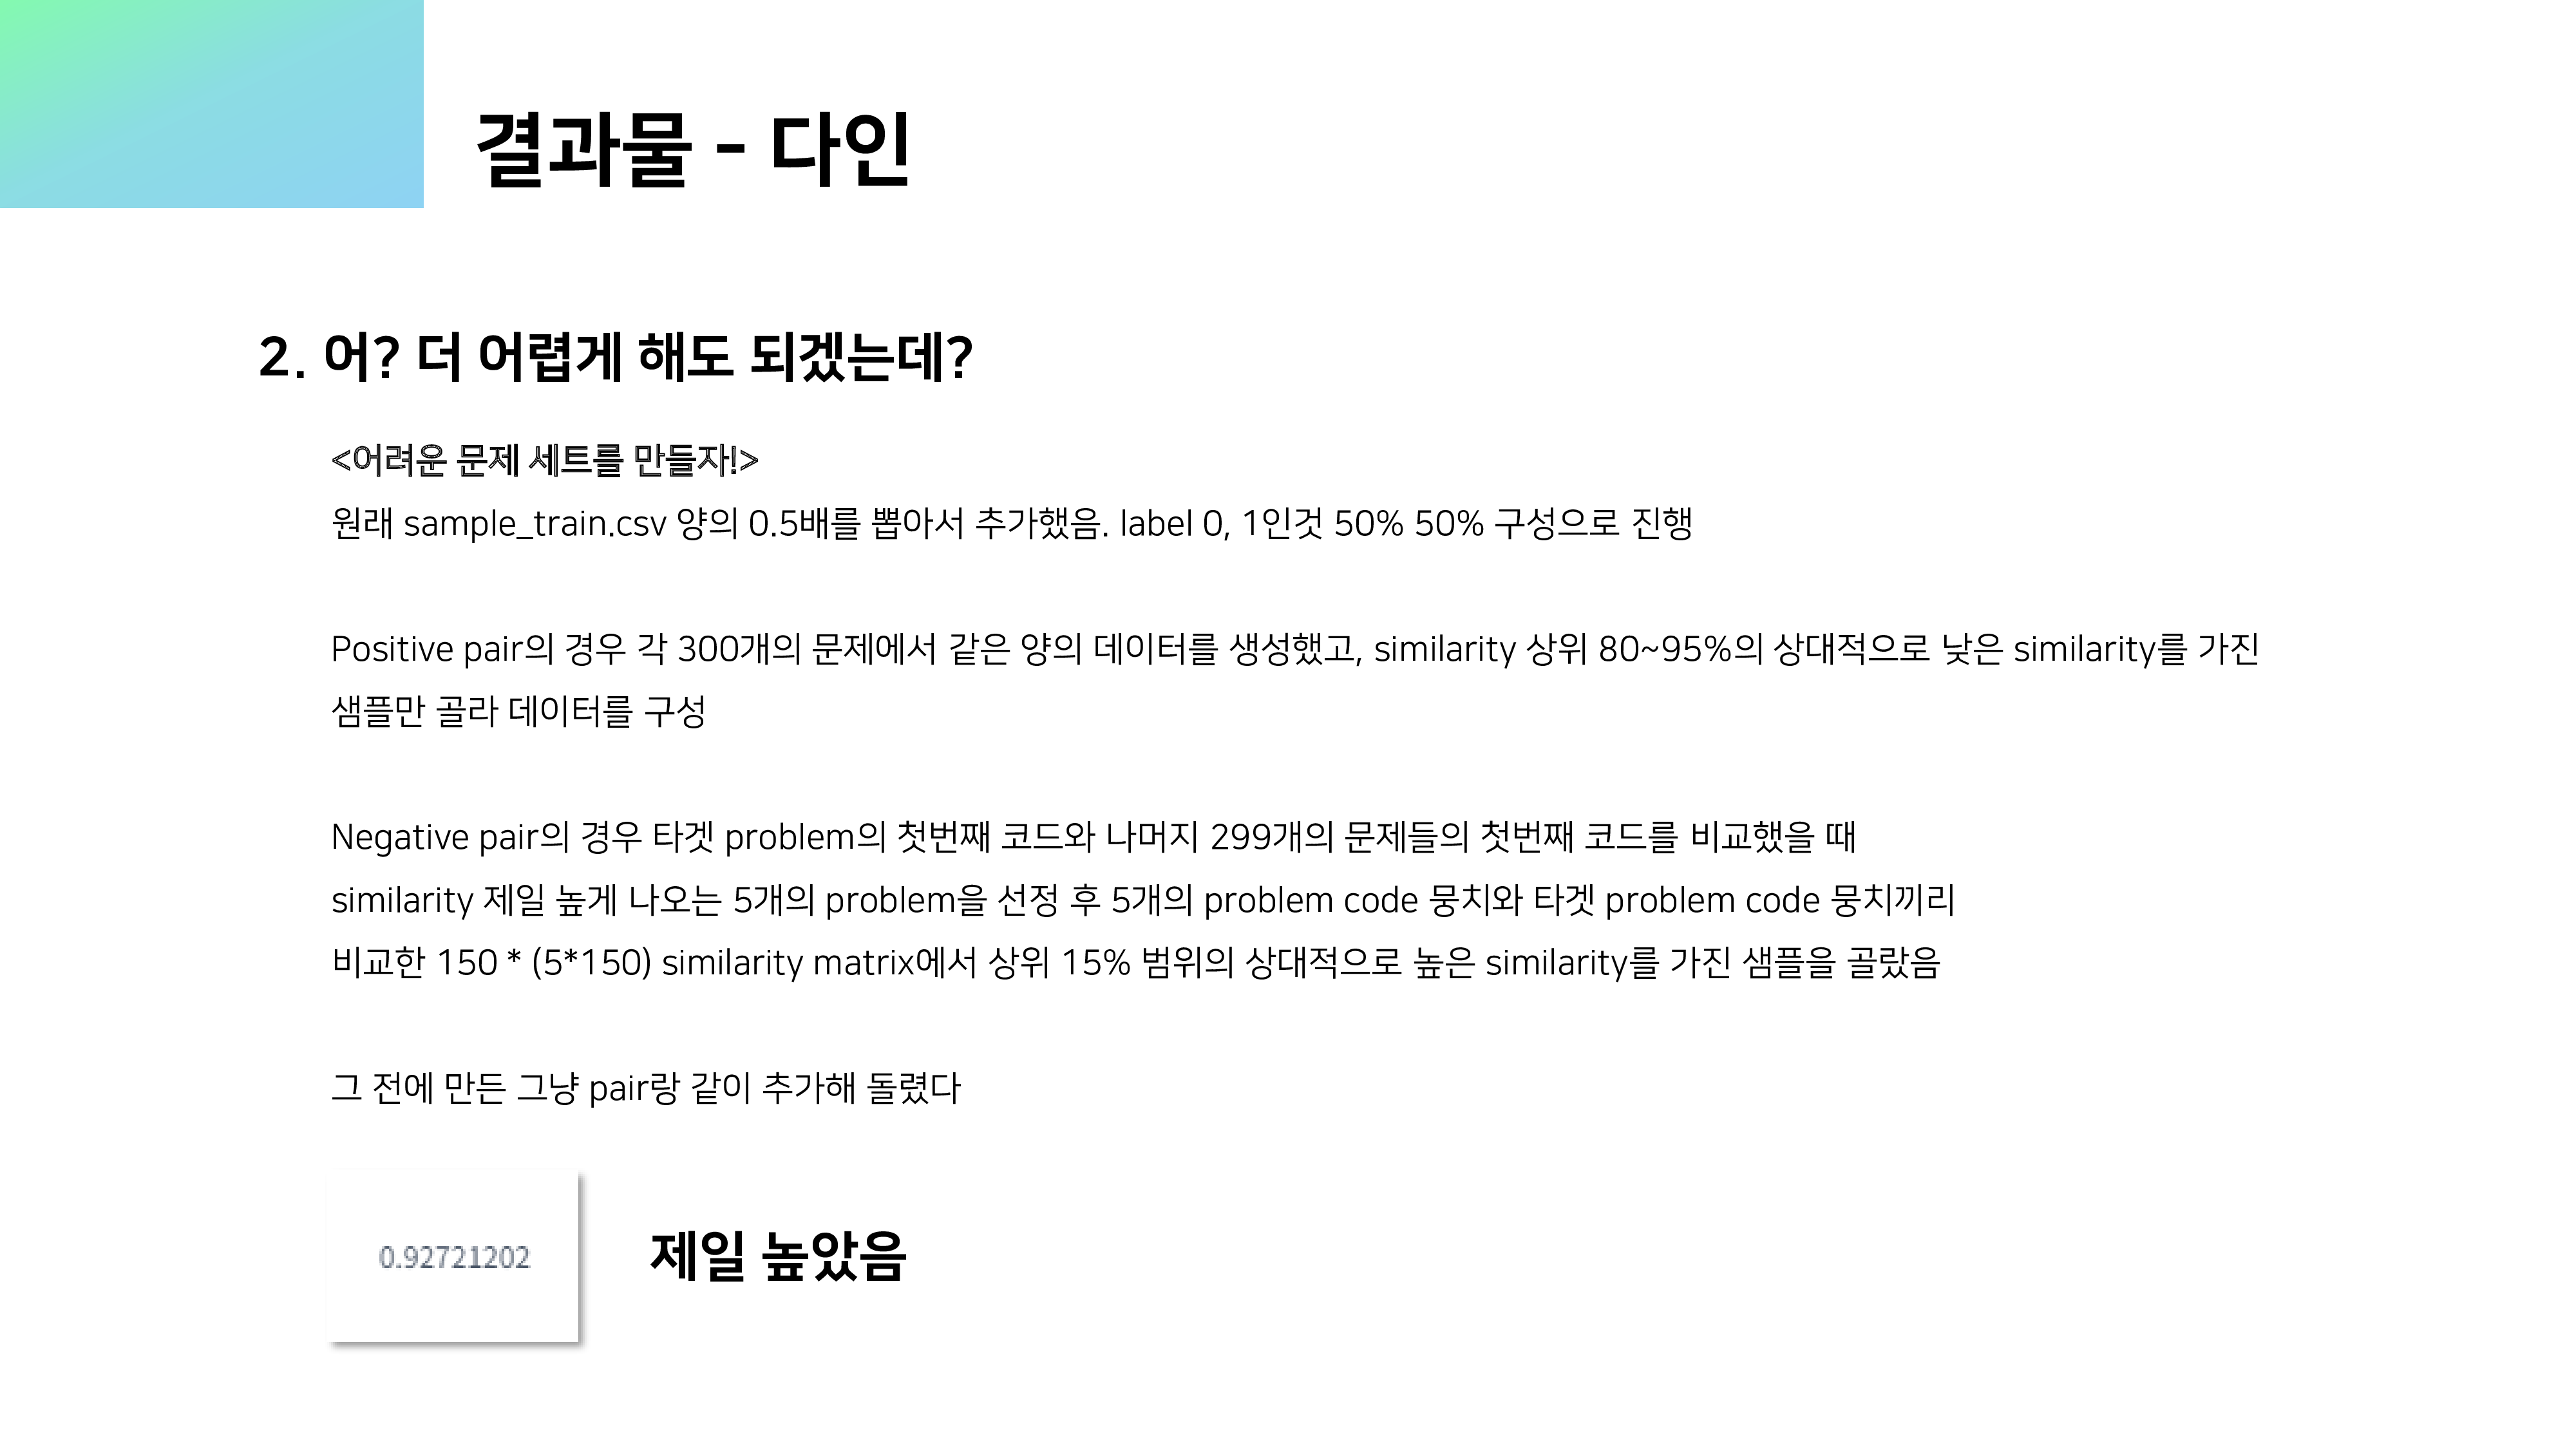 결과물 - 다인
2. 어? 더 어렵게 해도 되겠는데?
<어려운 문제 세트를 만들자!>
원래 sample_train.csv 양의 0.5배를 뽑아서 추가했음. label 0, 1인것 50% 50% 구성으로 진행
Positive pair의 경우 각 300개의 문제에서 같은 양의 데이터를 생성했고, similarity 상위 80~95%의 상대적으로 낮은 similarity를 가진
샘플만 골라 데이터를 구성
Negative pair의 경우 타겟 problem의 첫번째 코드와 나머지 299개의 문제들의 첫번째 코드를 비교했을 때
similarity 제일 높게 나오는 5개의 problem을 선정 후 5개의 problem code 뭉치와 타겟 problem code 뭉치끼리
비교한 150 * (5*150) similarity matrix에서 상위 15% 범위의 상대적으로 높은 similarity를 가진 샘플을 골랐음
그 전에 만든 그냥 pair랑 같이 추가해 돌렸다
0.92721202
제일 높았음